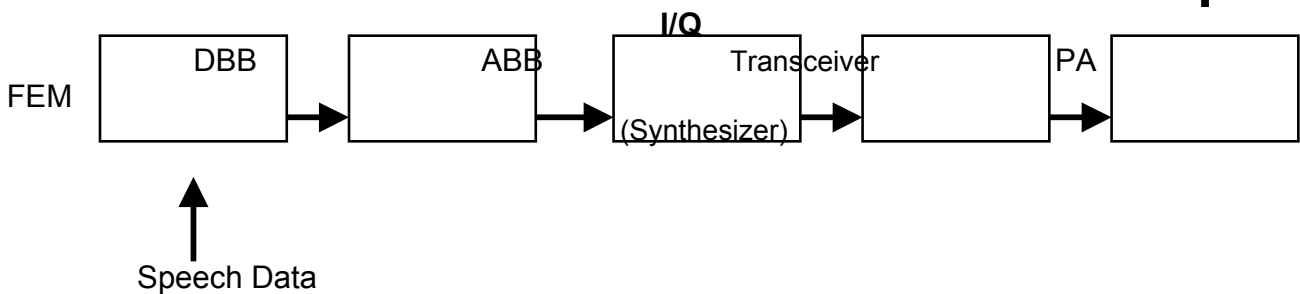 I/Q
DBB ABB Transceiver PA
FEM
(Synthesizer)
Speech Data